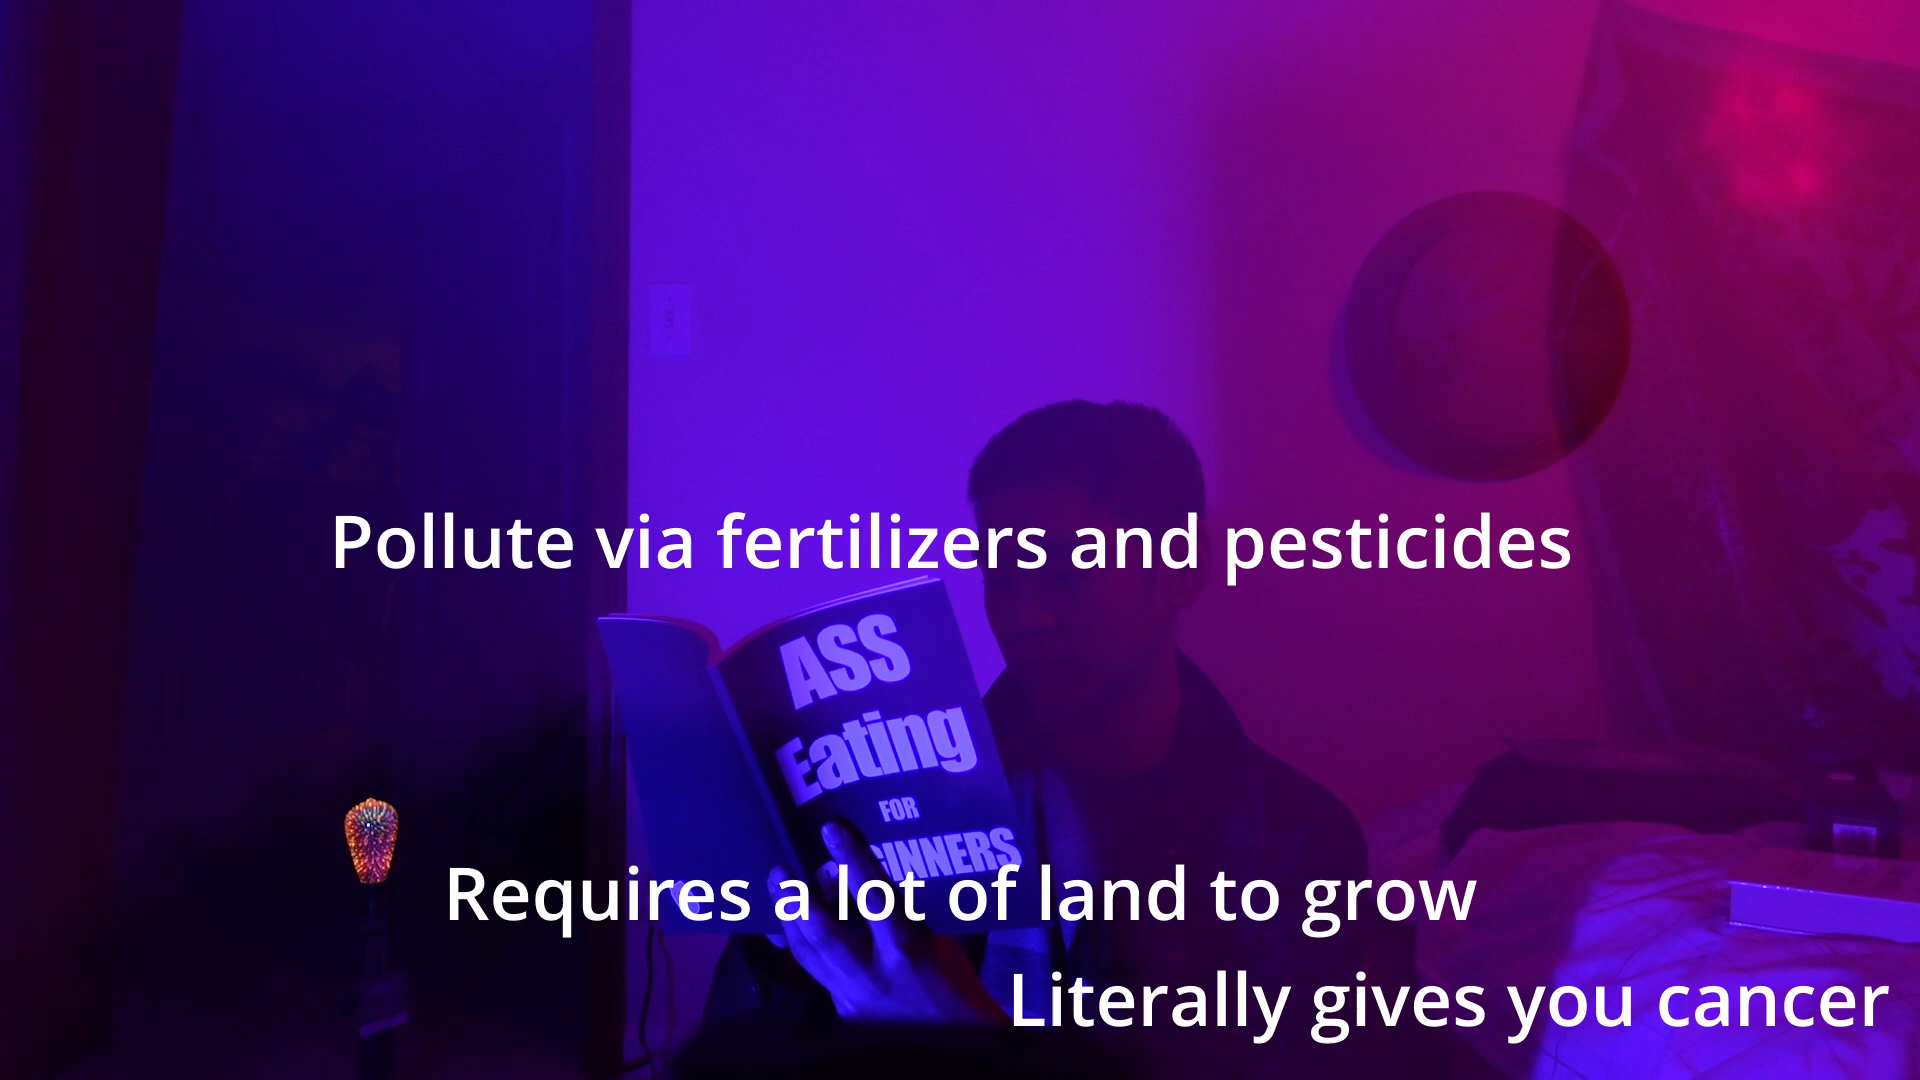 Pollute via fertilizers and pesticides
ASS
Eating
FOR
Requires a lot of land to grow
Literally gives you cancer